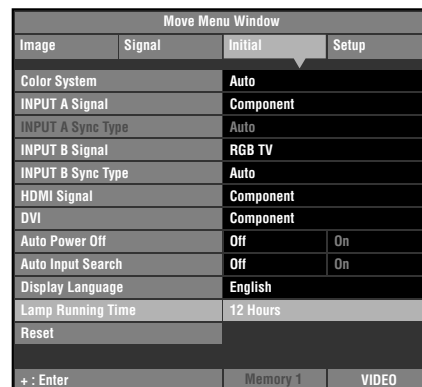 Move Menu Window
Image Signal Initial Setup
Color System Auto
INPUT A Signal Component
INPUT A Sync Type Auto
INPUT B Signal RGB TV
INPUT B Sync Type Auto
HDMI Signal Component
DVI Component
Auto Power Off Off On
Auto Input Search Off On
Display Language English
Lamp Running Time 12 Hours
Reset
+ : Enter Memory 1 VIDEO